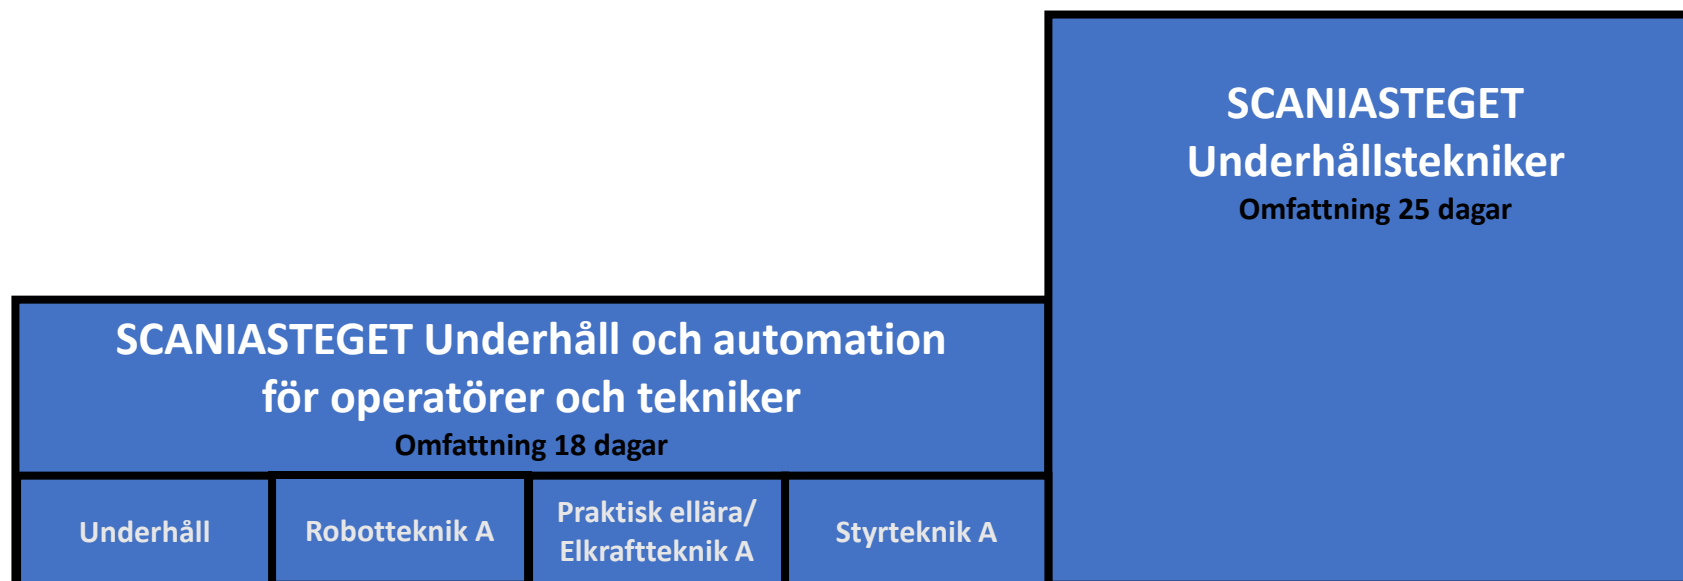 SCANIASTEGET
Underhållstekniker
Omfattning 25 dagar
SCANIASTEGET Underhåll och automation
för operatörer och tekniker
Omfattning 18 dagar
Underhåll
Robotteknik A
Praktisk ellära/
Elkraftteknik A
Styrteknik A